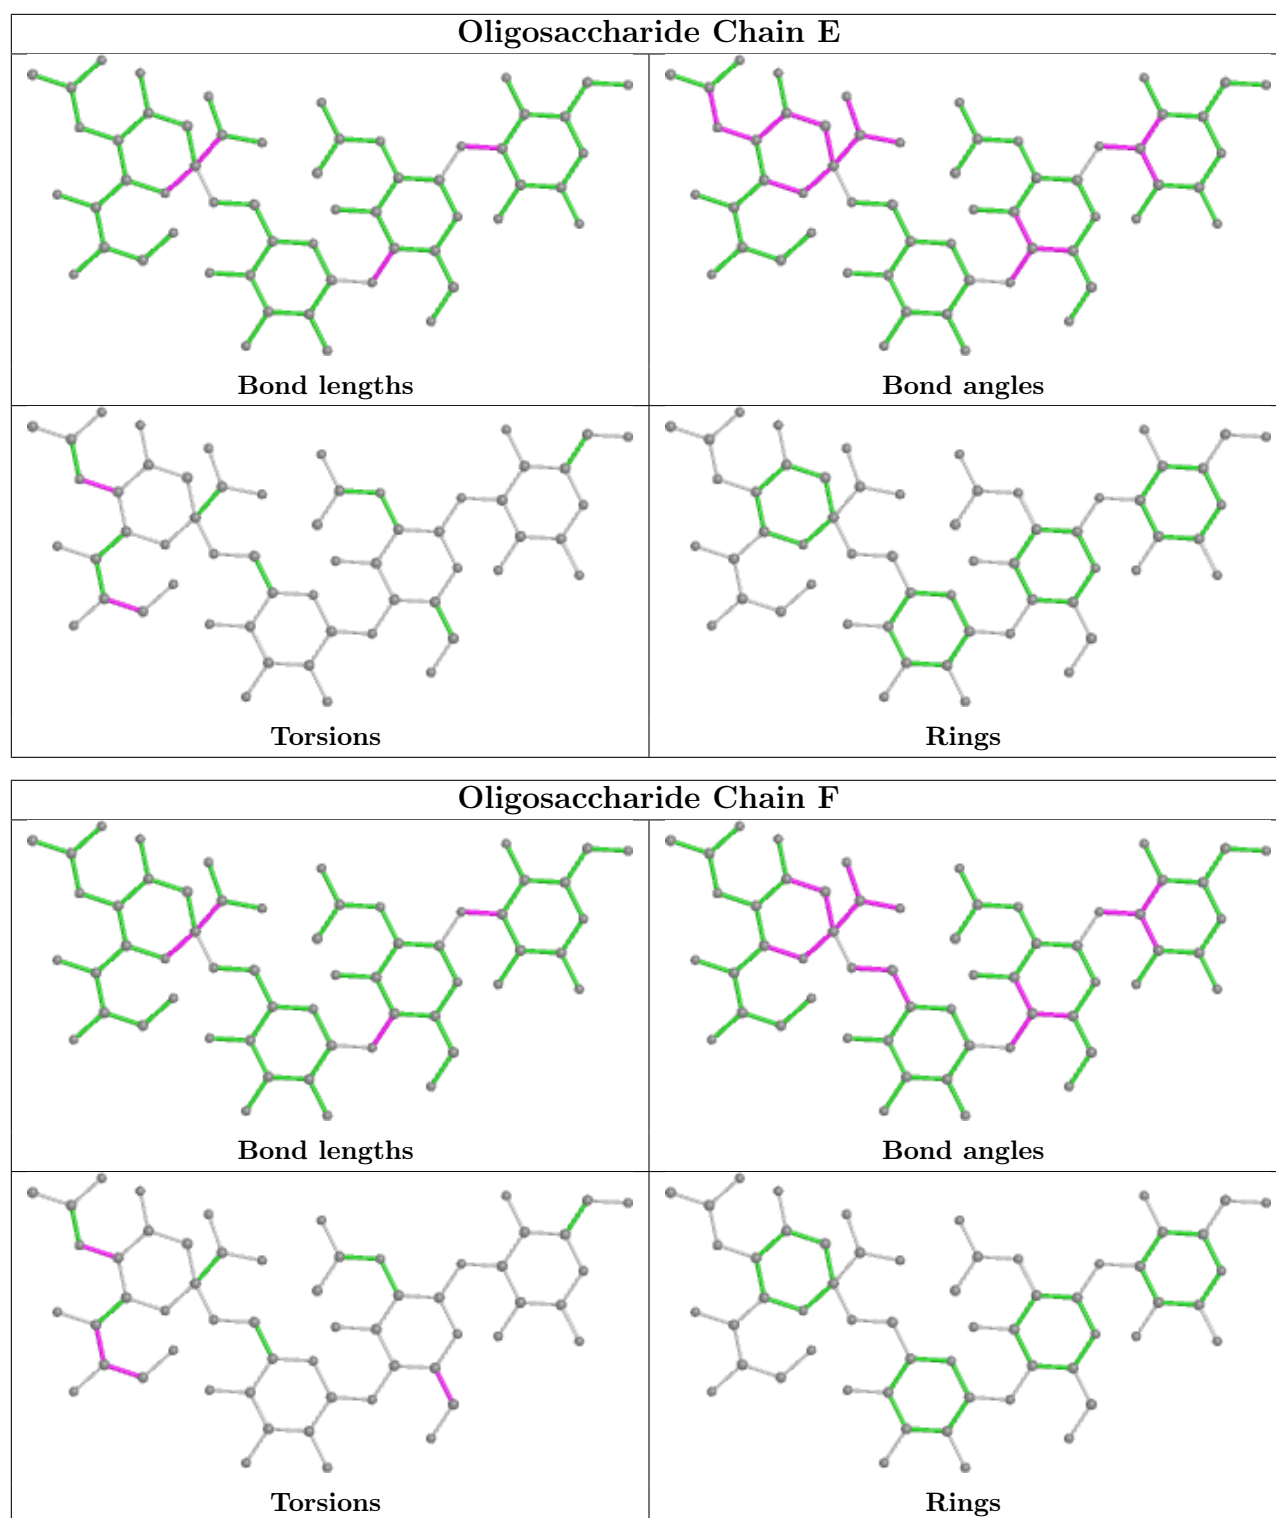 Oligosaccharide Chain E
Bond lengths
Bond angles
Torsions
Rings
Oligosaccharide Chain F
Bond lengths
Bond angles
Torsions
Rings